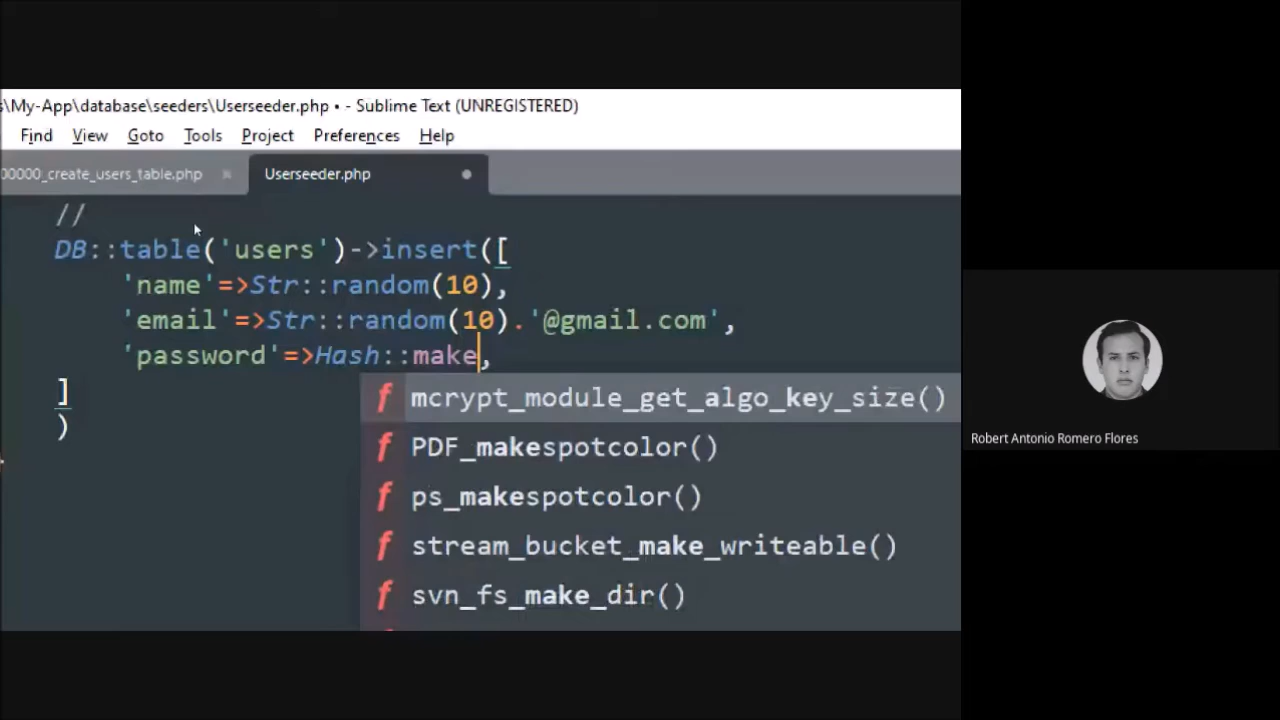 s\My-App\database\seeders\Userseeder.php • - Sublime Text (UNREGISTERED)
Find View Goto Tools Project Preferences Help
00000_create_users_table.php × Userseeder.php
//
DB::table('users')->insert([
'name'=>Str::random(10),
'email'=>Str::random(10).'@gmail.com',
'password'=>Hash::make,
]
)
f mcrypt_module_get_algo_key_size()
f PDF_makespotcolor()
f ps_makespotcolor()
f stream_bucket_make_writeable()
f svn_fs_make_dir()
Robert Antonio Romero Flores